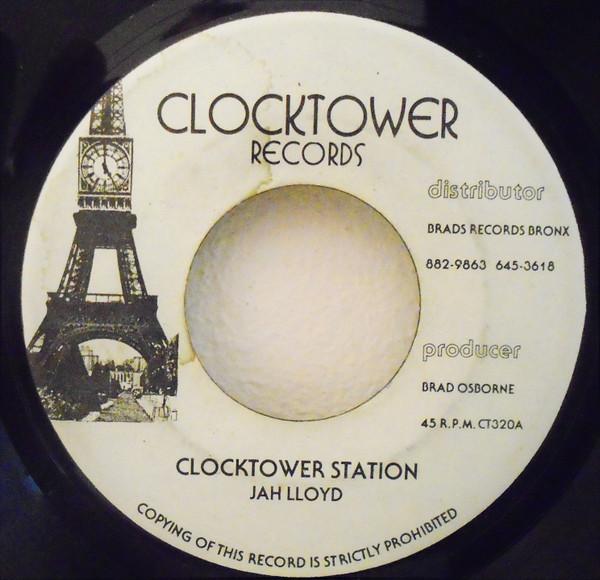 CLOCKTOWER
RECORDS
distributor
BRADS RECORDS BRONX
882-9863 645-3618
producer
BRAD OSBORNE
45 R.P.M. CT320A
CLOCKTOWER STATION
JAH LLOYD
COPYING OF THIS RECORD IS STRICTLY PROHIBITED